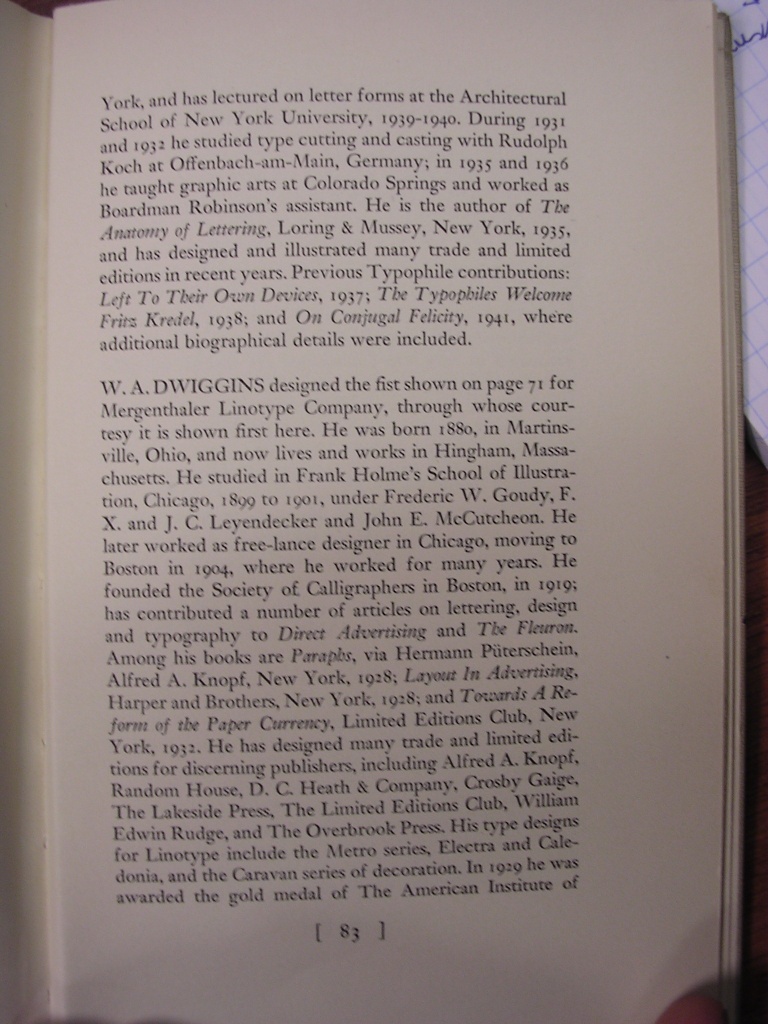 York, and has lectured on letter forms at the Architectural
School of New York University, 1939-1940. During 1931
and 1932 he studied type cutting and casting with Rudolph
Koch at Offenbach-am-Main, Germany; in 1935 and 1936
he taught graphic arts at Colorado Springs and worked as
Boardman Robinson's assistant. He is the author of The
Anatomy of Lettering, Loring & Mussey, New York, 1935,
and has designed and illustrated many trade and limited
editions in recent years. Previous Typophile contributions:
Left To Their Own Devices, 1937; The Typophiles Welcome
Fritz Kredel, 1938; and On Conjugal Felicity, 1941, where
additional biographical details were included.
W. A. DWIGGINS designed the fist shown on page 71 for
Mergenthaler Linotype Company, through whose cour-
tesy it is shown first here. He was born 1880, in Martins-
ville, Ohio, and now lives and works in Hingham, Massa-
chusetts. He studied in Frank Holme's School of Illustra-
tion, Chicago, 1899 to 1901, under Frederic W. Goudy, F.
X. and J. C. Leyendecker and John E. McCutcheon. He
later worked as free-lance designer in Chicago, moving to
Boston in 1904, where he worked for many years. He
founded the Society of Calligraphers in Boston, in 1919;
has contributed a number of articles on lettering, design
and typography to Direct Advertising and The Fleuron.
Among his books are Paraphs, via Hermann Püterschein,
Alfred A. Knopf, New York, 1928; Layout In Advertising,
Harper and Brothers, New York, 1928; and Towards A Re-
form of the Paper Currency, Limited Editions Club, New
York, 1932. He has designed many trade and limited edi-
tions for discerning publishers, including Alfred A. Knopf,
Random House, D. C. Heath & Company, Crosby Gaige,
The Lakeside Press, The Limited Editions Club, William
Edwin Rudge, and The Overbrook Press. His type designs
for Linotype include the Metro series, Electra and Cale-
donia, and the Caravan series of decoration. In 1929 he was
awarded the gold medal of The American Institute of
[ 83 ]